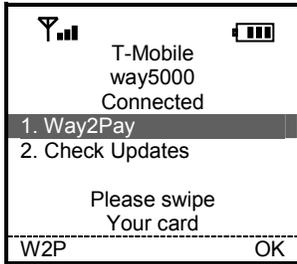 T-Mobile
way5000
Connected
1. Way2Pay
2. Check Updates
Please swipe
Your card
W2P OK